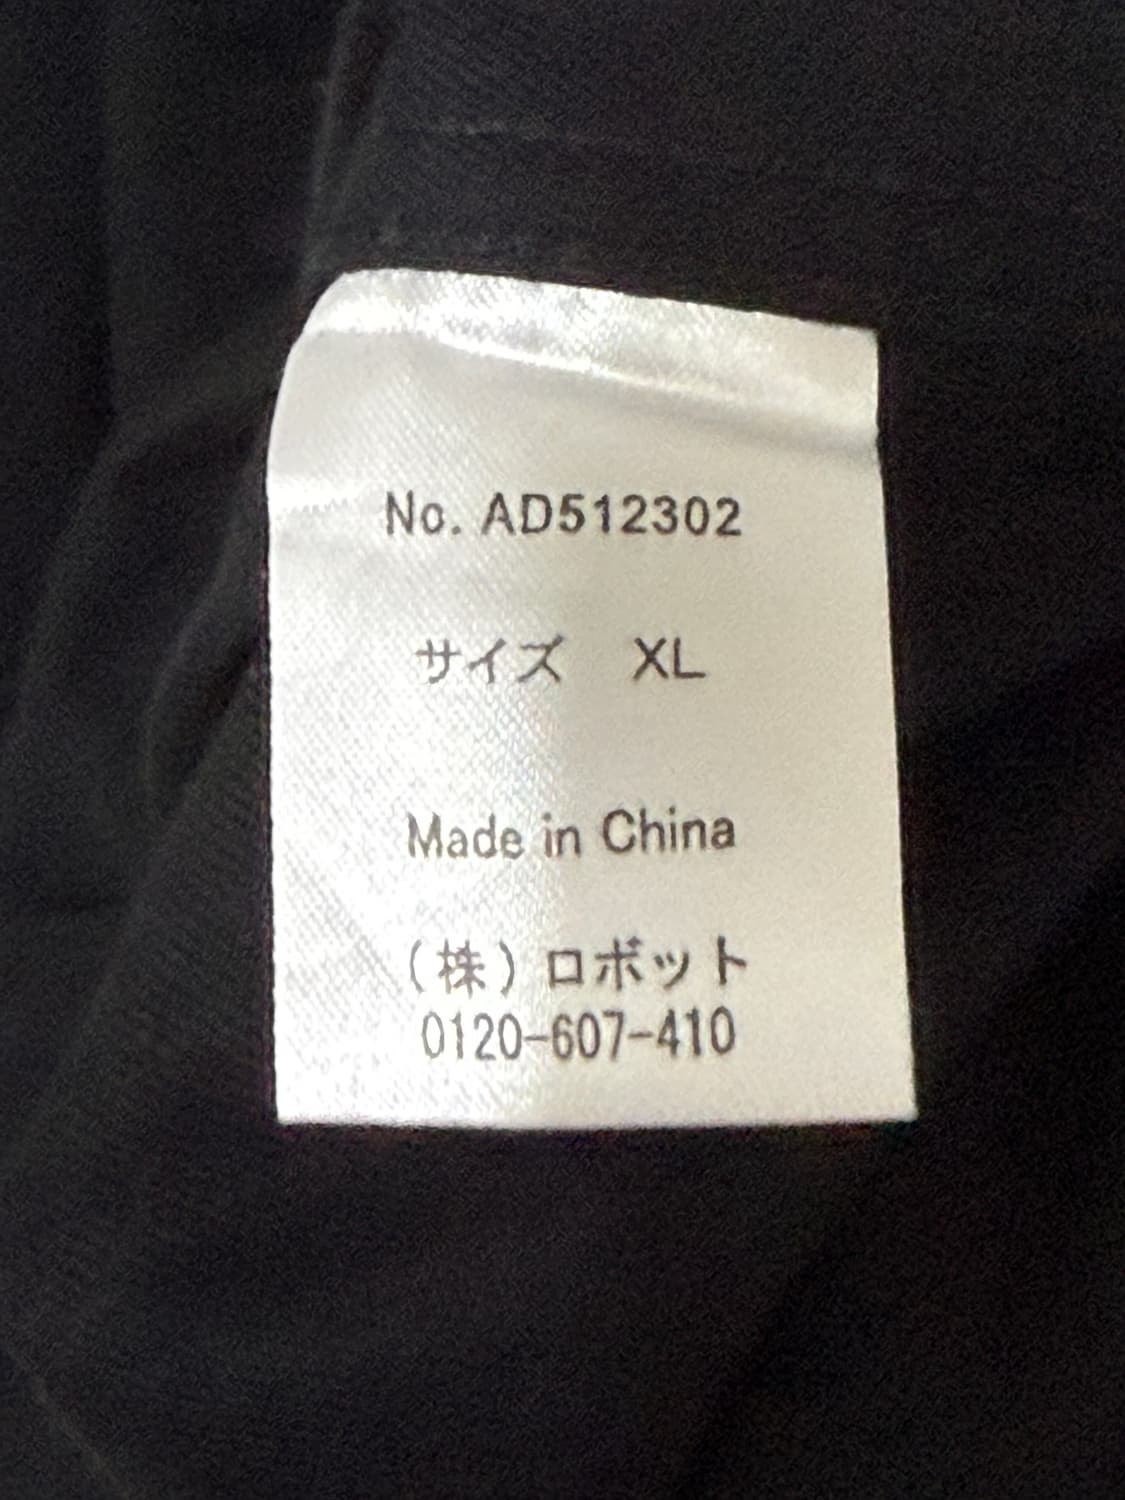 No. AD512302
サイズ　XL
Made in China
(株)ロボット
0120-607-410